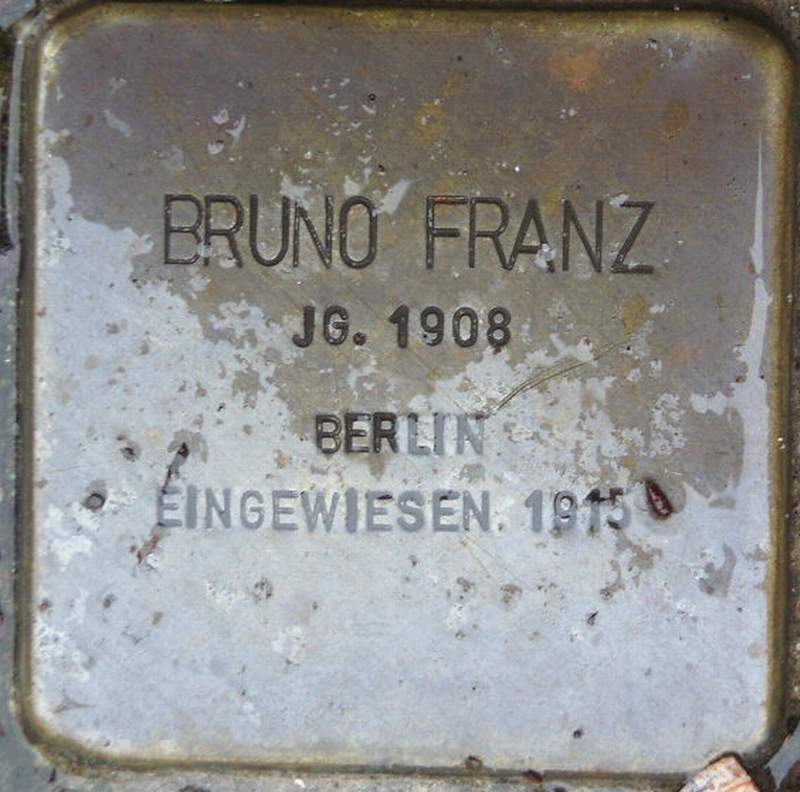 BRUNO FRANZ
JG. 1908
BERLIN
EINGEWIESEN. 1915